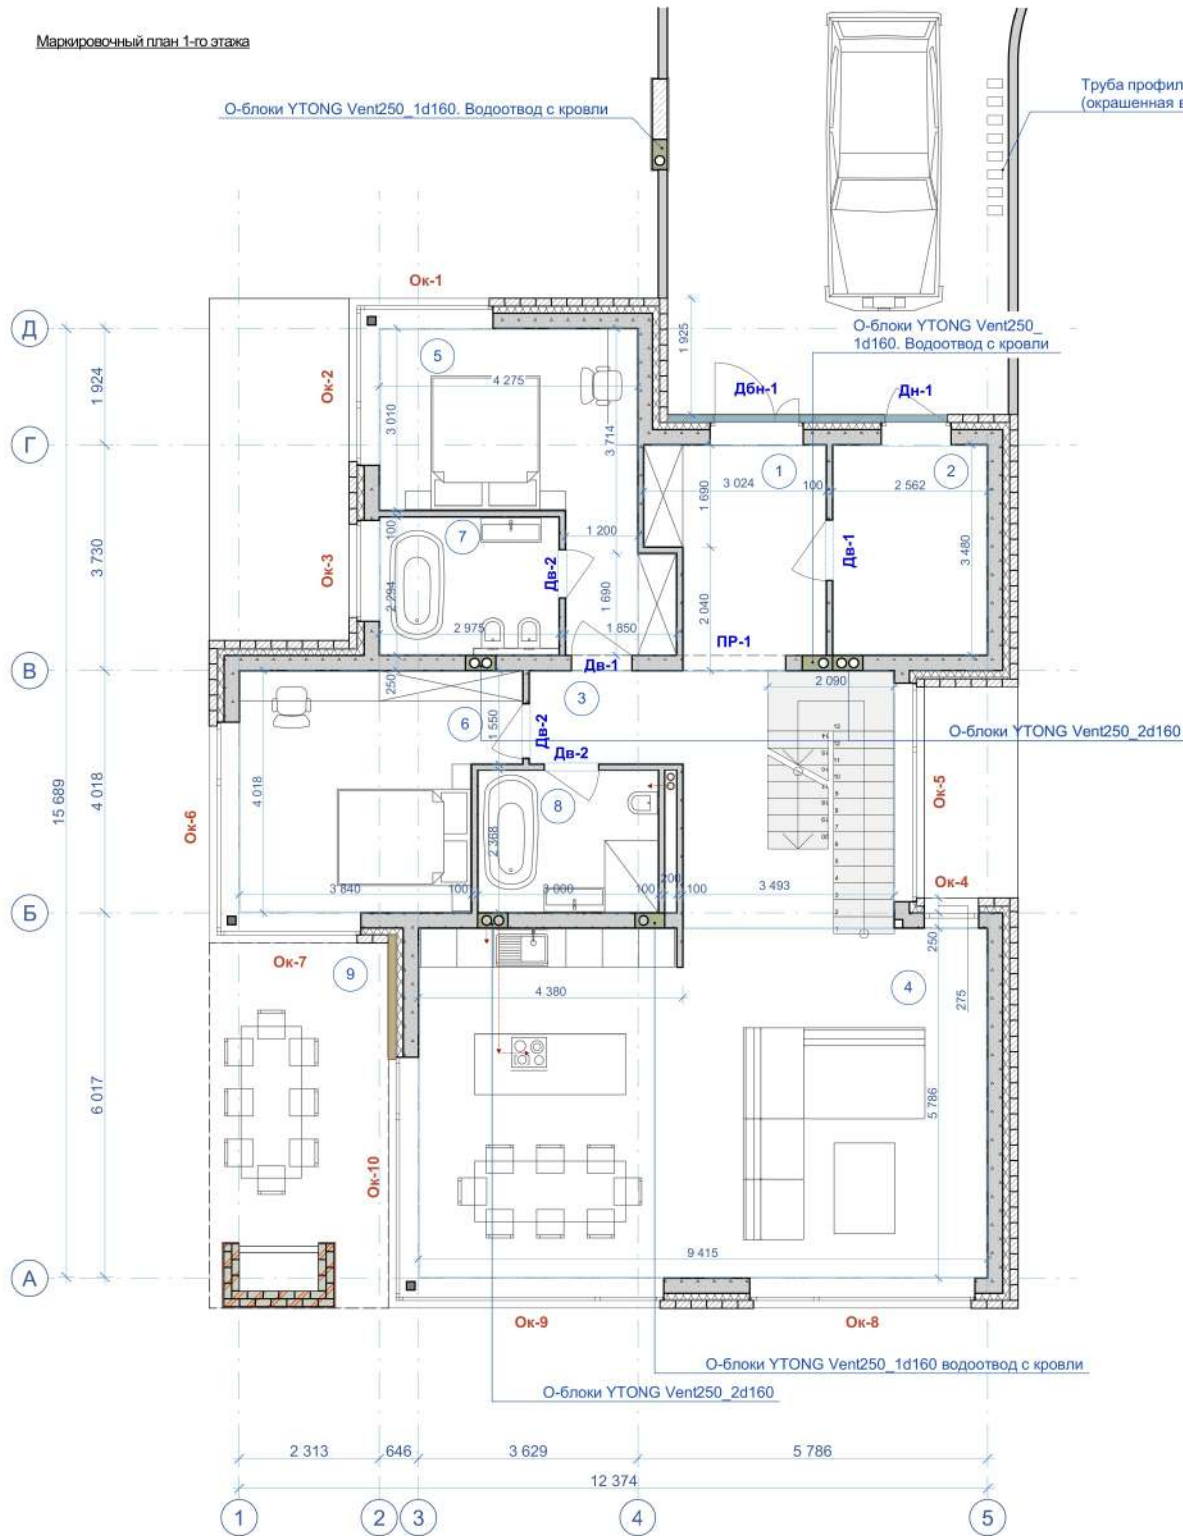 Маркировочный план 1-го этажа
О-блоки YTONG Vent250_1d160. Водоотвод с кровли
Труба профил
(окрашенная в
Ок-1
О-блоки YTONG Vent250_
1d160. Водоотвод с кровли
1 925
Д
5
Дбн-1
Дн-1
1 924
Ок-2
4 275
3 010
3 714
Г
1
2
1 690
3 024
100
2 562
7
100
1 200
3 730
Ок-3
Дв-2
Дв-1
3 480
2 294
1 690
2 040
2 975
1 850
ПР-1
В
Дв-1
250
3
2 090
6
1 550
Дв-2
О-блоки YTONG Vent250_2d160
Дв-2
15 689
4 018
4 018
8
Ок-5
Ок-6
2 368
200
Ок-4
3 840
100
3 000
100
100
3 493
Б
250
Ок-7
9
4
4 380
275
6 017
5 786
Ок-10
9 415
А
Ок-9
Ок-8
О-блоки YTONG Vent250_1d160 водоотвод с кровли
О-блоки YTONG Vent250_2d160
2 313
646
3 629
5 786
12 374
1
2
3
4
5